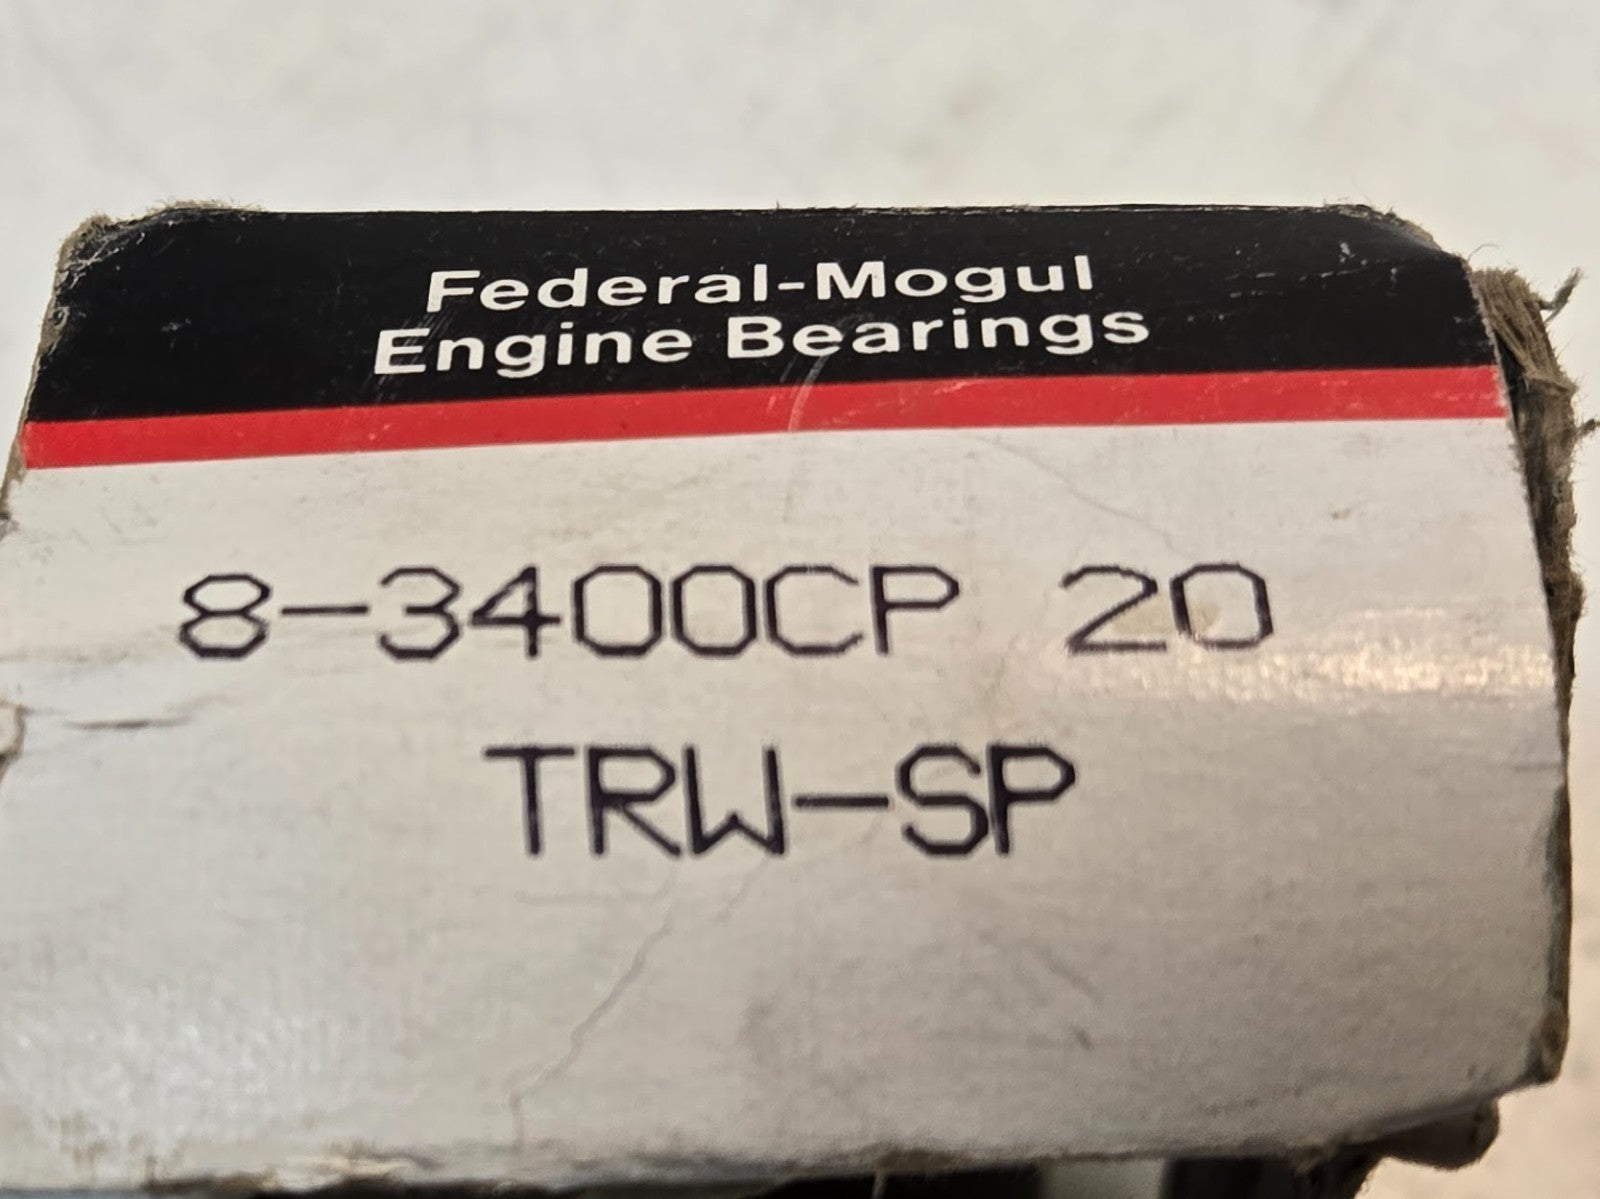 Federal-Mogul
Engine Bearings
8-3400CP 20
TRW-SP